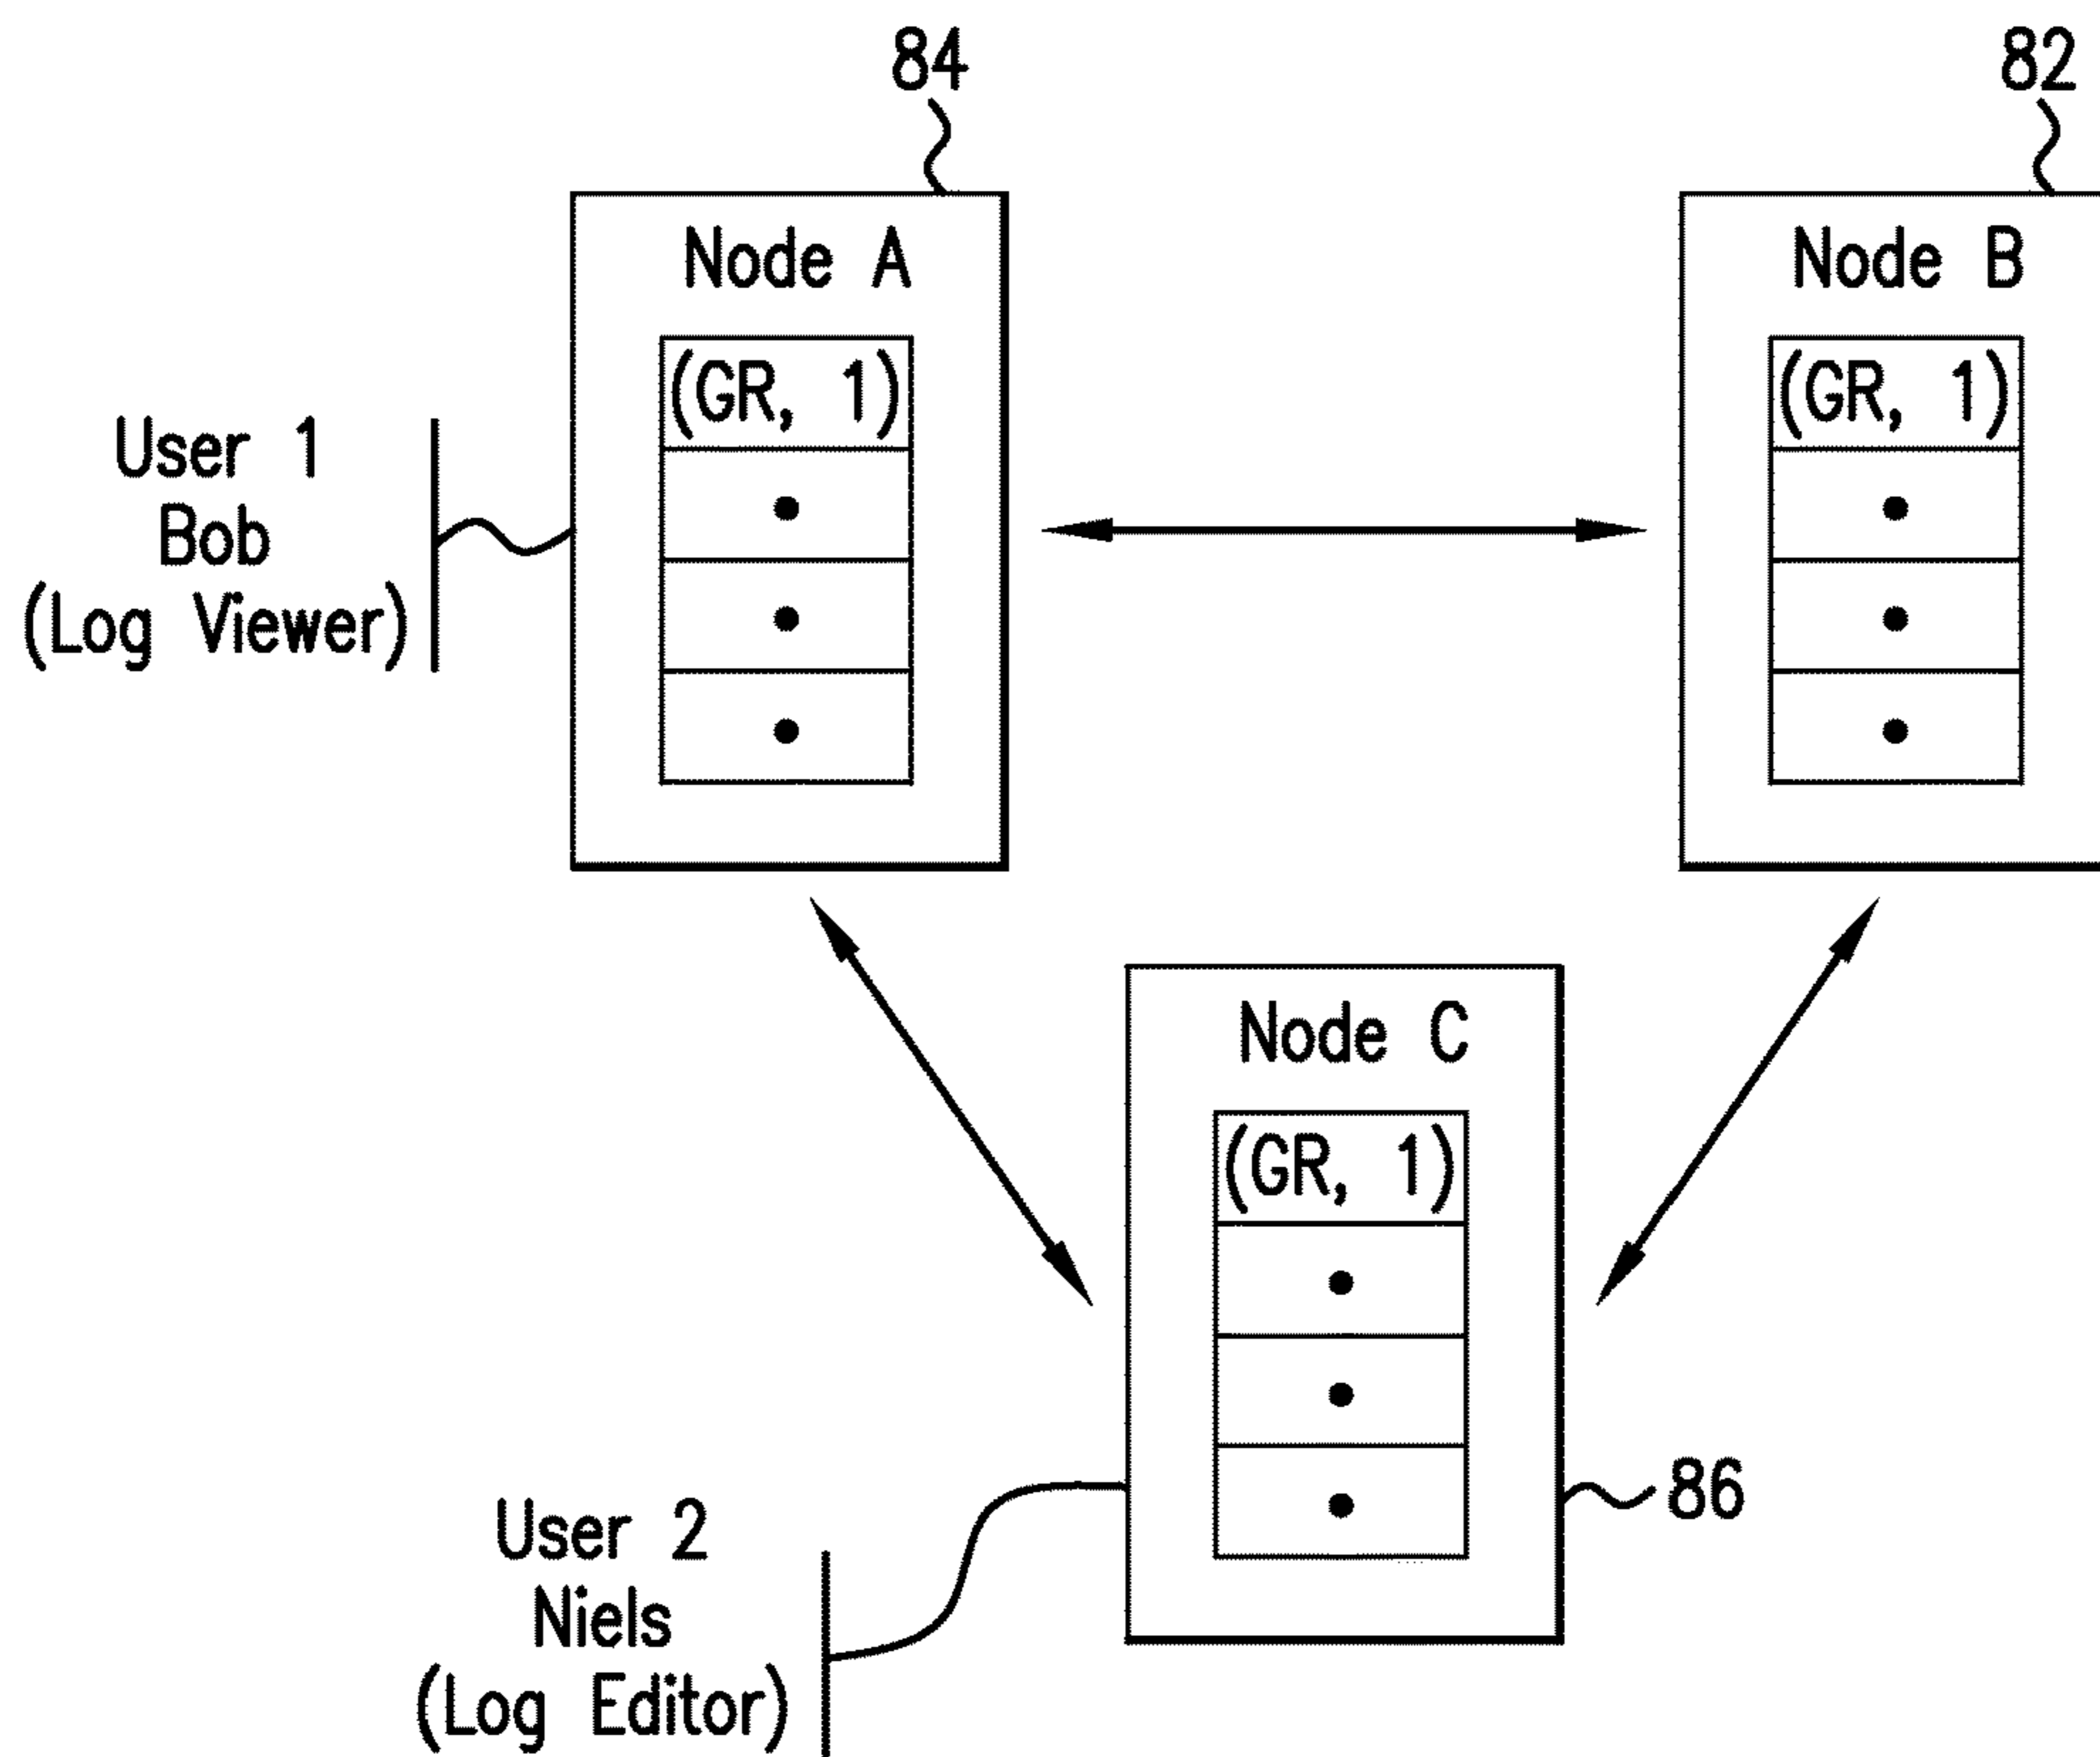 84
82
Node A
Node B
(GR, 1)
(GR, 1)
User 1
Bob
(Log Viewer)
Node C
(GR, 1)
86
User 2
Niels
(Log Editor)